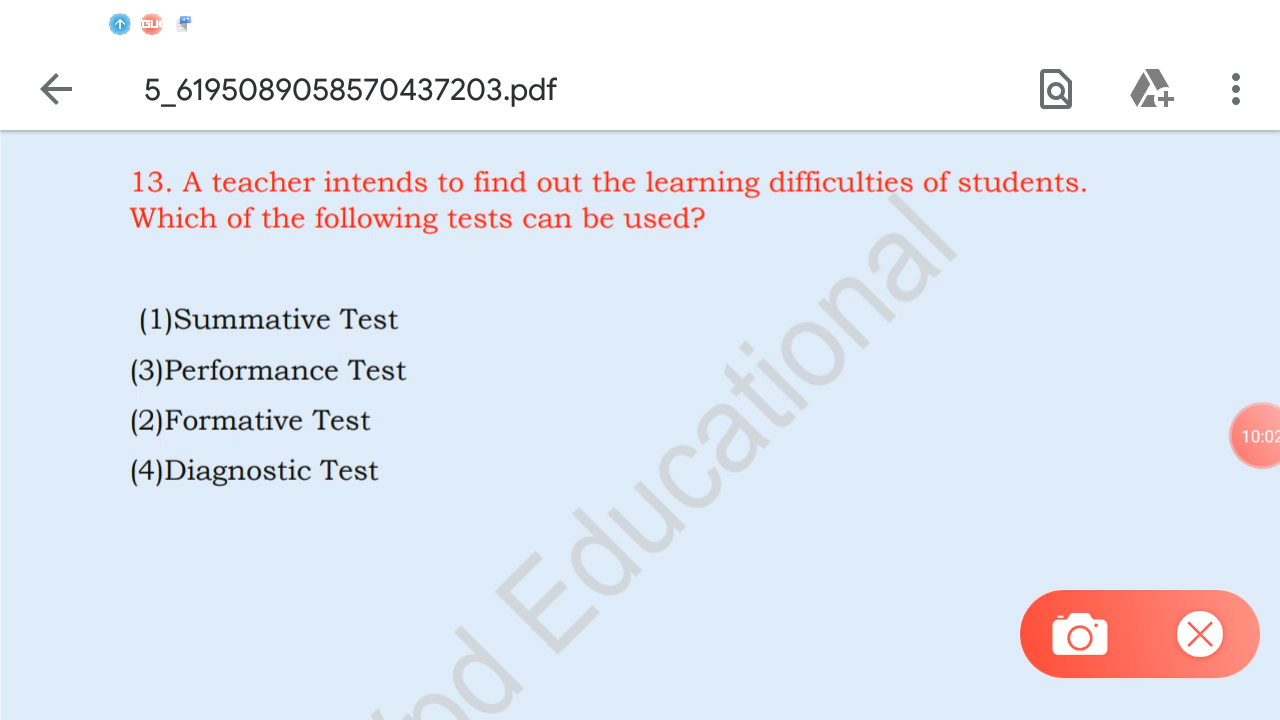 5_6195089058570437203.pdf
13. A teacher intends to find out the learning difficulties of students.
Which of the following tests can be used?
(1)Summative Test
(3)Performance Test
(2)Formative Test
(4)Diagnostic Test
Educational
10:02